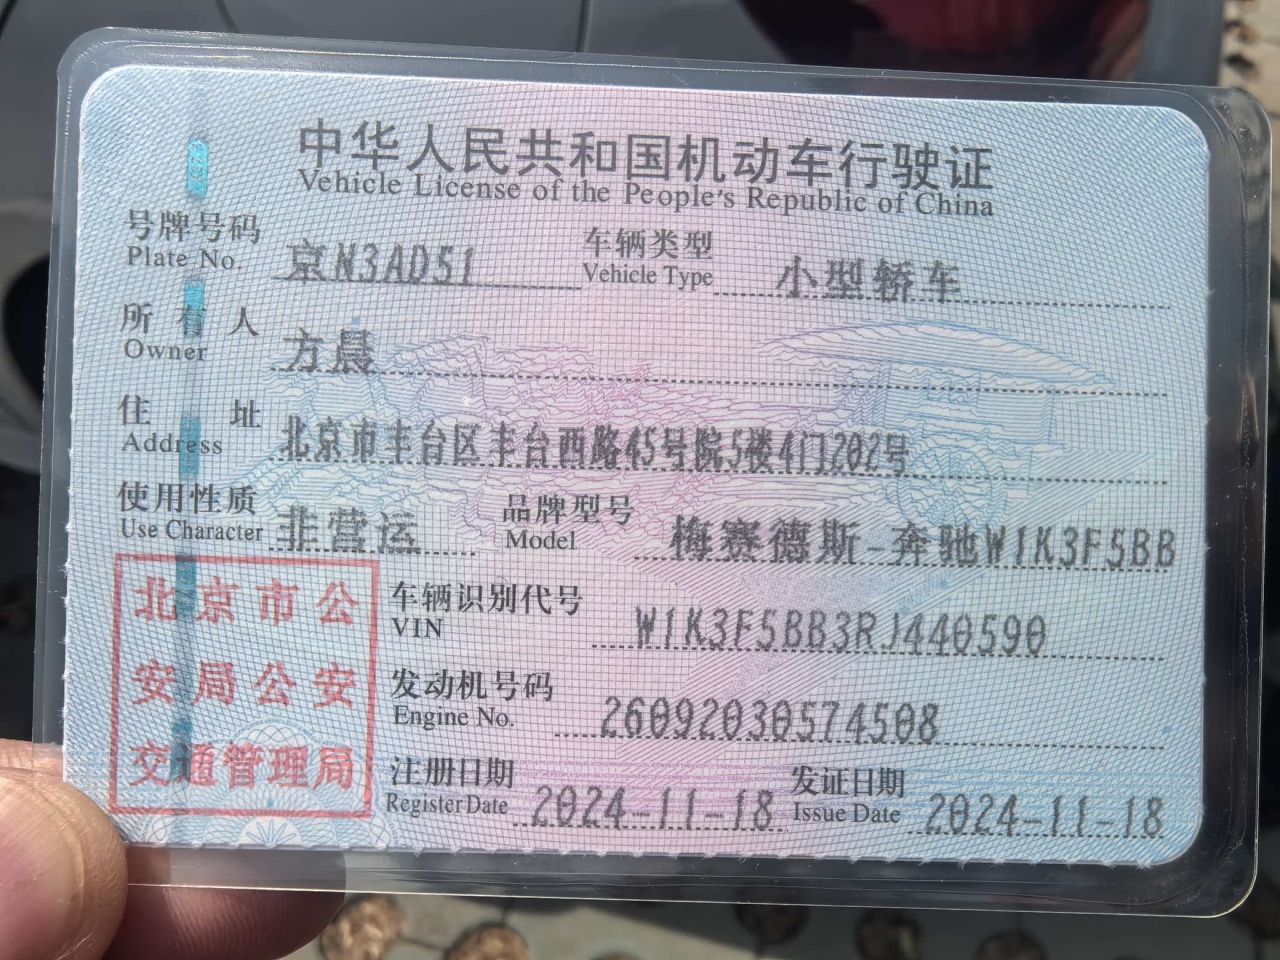 中华人民共和国机动车行驶证
Vehicle License of the People's Republic of China
号牌号码 京N3AD51 车辆类型 小型轿车
Plate No. Vehicle Type
所有人 方晨
Owner
住址 北京市丰台区丰台西路45号院5楼4门202号
Address
使用性质 非营运 品牌型号 梅赛德斯-奔驰W1K3F5BB
Use Character Model
北京市公
安局公安
交通管理局
车辆识别代号 W1K3F5BB3RJ440590
VIN
发动机号码 26092030574508
Engine No.
注册日期 2024-11-18 发证日期 2024-11-18
Register Date Issue Date